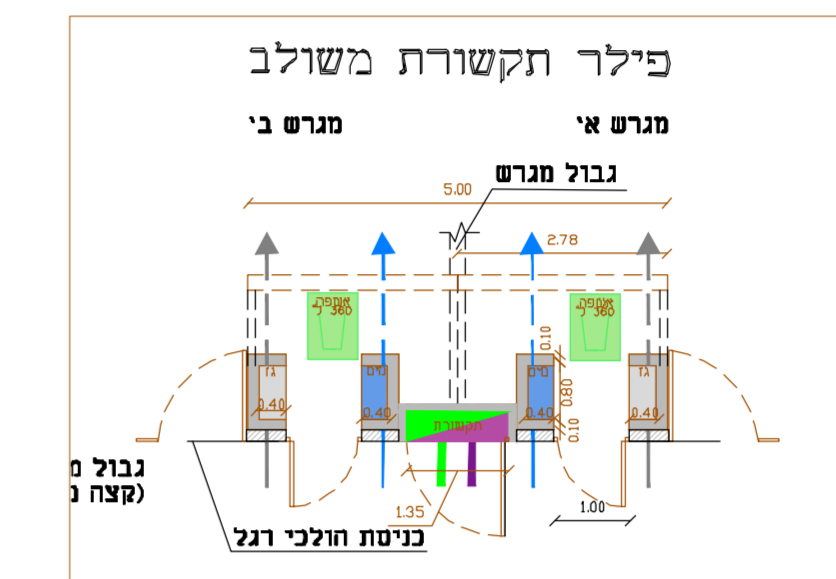 פילר תקשורת משולב
מגרש א׳
מגרש ב׳
גבול מגרש
5.00
2.78
אשפה
360 ל׳
אשפה
360 ל׳
0.10
גז
מים
מים
גז
0.80
0.40
0.40
0.40
0.40
תקשורת
0.10
גבול מ
(קצה מ
1.35
1.00
כניסת הולכי רגל